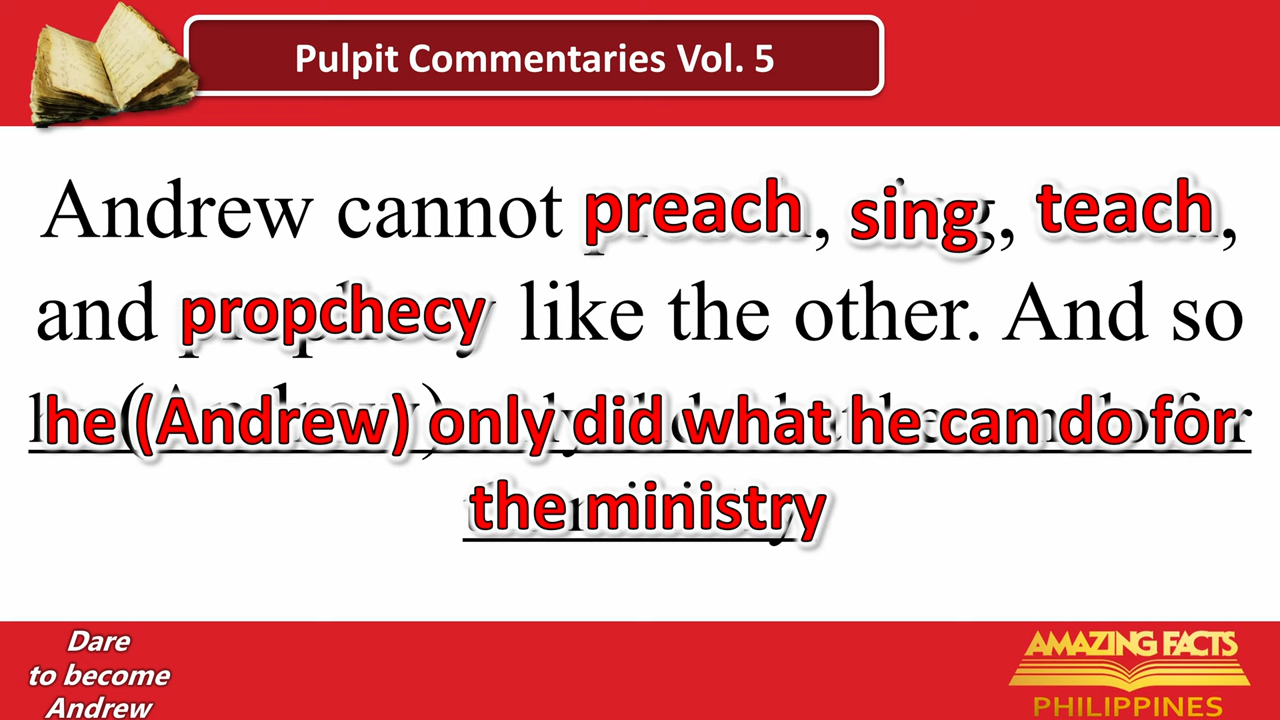 Pulpit Commentaries Vol. 5
Andrew cannot preach, sing, teach,
and propchecy like the other. And so
he (Andrew) only did what he can do for
the ministry
Dare
to become
Andrew
AMAZING FACTS
PHILIPPINES